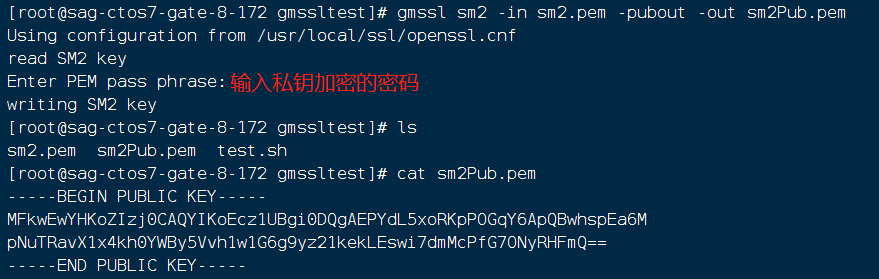 [root@sag-ctos7-gate-8-172 gmssltest]# gmssl sm2 -in sm2.pem -pubout -out sm2Pub.pem
Using configuration from /usr/local/ssl/openssl.cnf
read SM2 key
Enter PEM pass phrase: 输入私钥加密的密码
writing SM2 key
[root@sag-ctos7-gate-8-172 gmssltest]# ls
sm2.pem  sm2Pub.pem  test.sh
[root@sag-ctos7-gate-8-172 gmssltest]# cat sm2Pub.pem
-----BEGIN PUBLIC KEY-----
MFkwEwYHKoZIzj0CAQYIKoEcz1UBgi0DQgAEPYdL5xoRKpPOGqY6ApQBwhspEa6M
pNuTRavX1x4kh0YWBy5Vvh1w1G6g9yz21kekLEswi7dmMcPfG7ONyRHFmQ==
-----END PUBLIC KEY-----